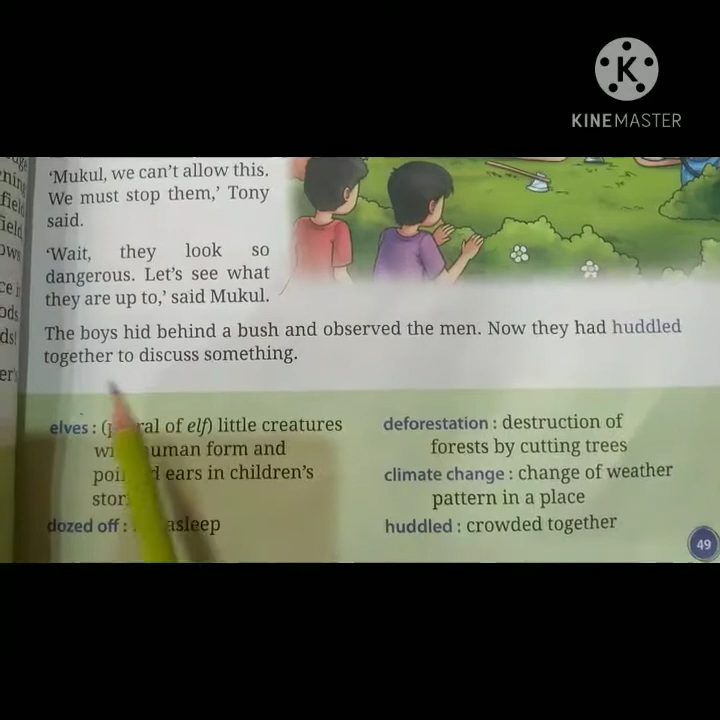 KINEMASTER
'Mukul, we can't allow this.
We must stop them,' Tony
said.
'Wait, they look so
dangerous. Let's see what
they are up to,' said Mukul.
The boys hid behind a bush and observed the men. Now they had huddled
together to discuss something.
elves : of elf) little creatures
human form and
ears in children's
dozed off : asleep
deforestation : destruction of
forests by cutting trees
climate change : change of weather
pattern in a place
huddled : crowded together
49